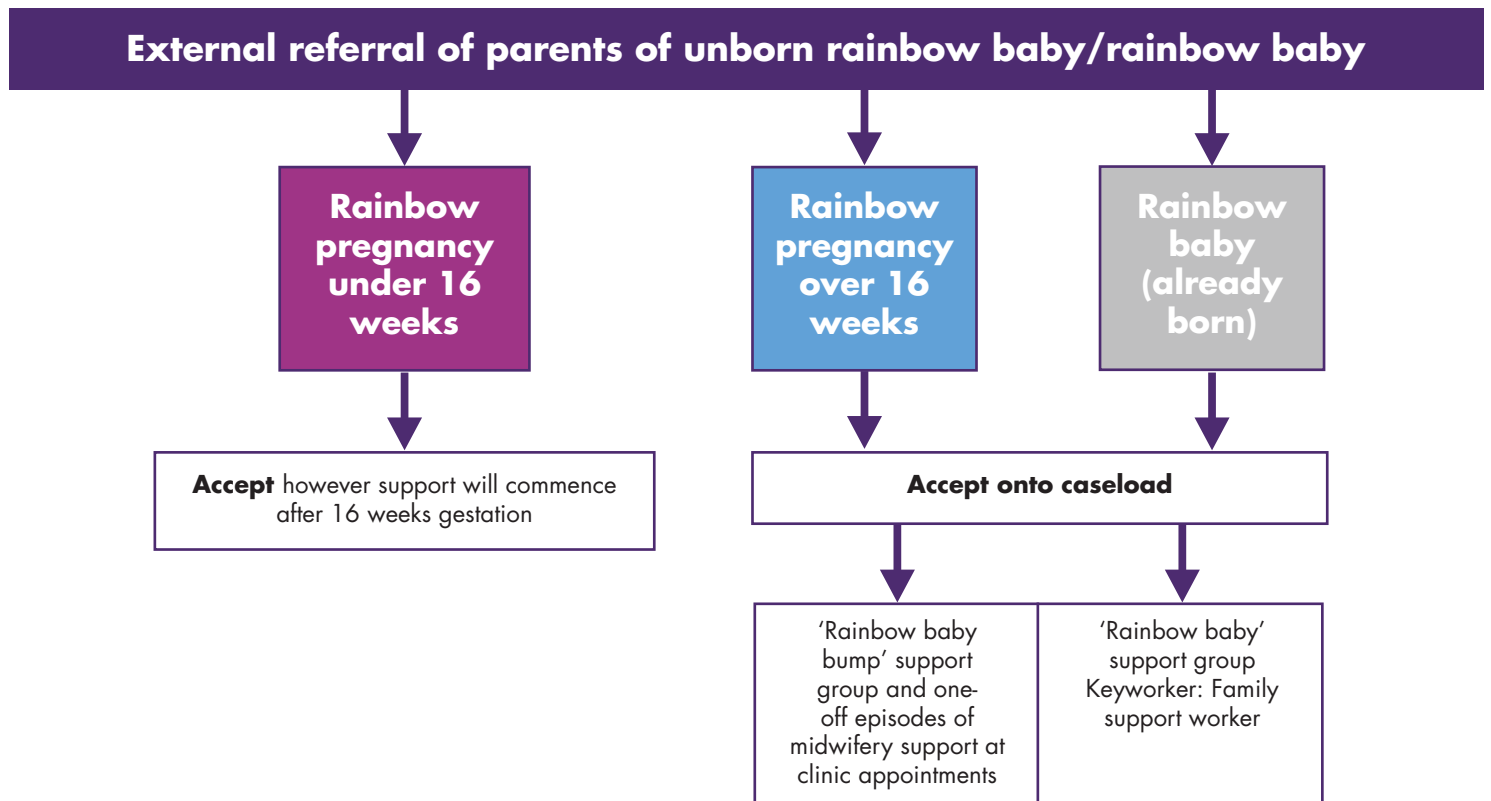 External referral of parents of unborn rainbow baby/rainbow baby
Rainbow
pregnancy
under 16
weeks
Rainbow
pregnancy
over 16
weeks
Rainbow
baby
(already
born)
Accept however support will commence
after 16 weeks gestation
Accept onto caseload
‘Rainbow baby
bump’ support
group and one-
off episodes of
midwifery support at
clinic appointments
‘Rainbow baby’
support group
Keyworker: Family
support worker